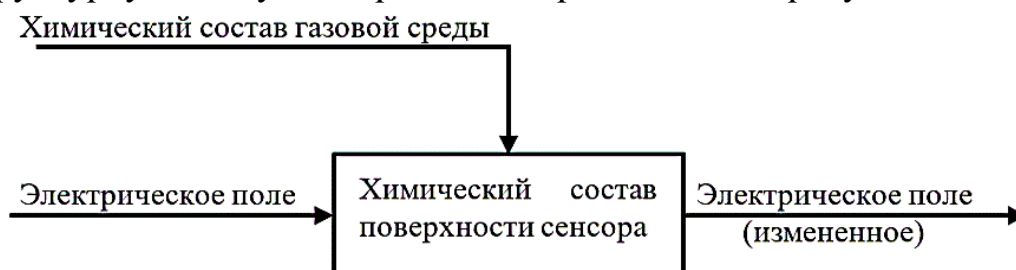 Химический состав газовой среды
Электрическое поле
Химический состав
поверхности сенсора
Электрическое поле
(измененное)